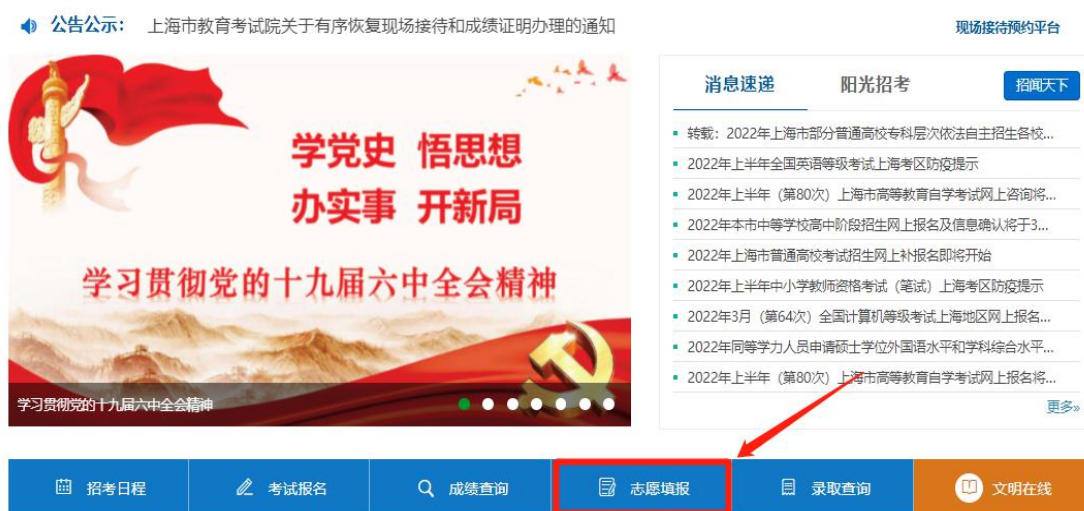 公告公示： 上海市教育考试院关于有序恢复现场接待和成绩证明办理的通知 现场接待预约平台
学党史 悟思想
办实事 开新局
学习贯彻党的十九届六中全会精神
学习贯彻党的十九届六中全会精神
消息速递 阳光招考 招闻天下
转载：2022年上海市部分普通高校专科层次依法自主招生各校...
2022年上半年全国英语等级考试上海考区防疫提示
2022年上半年（第80次）上海市高等教育自学考试网上咨询将...
2022年本市中等学校高中阶段招生网上报名及信息确认将于3...
2022年上海市普通高校考试招生网上补报名即将开始
2022年上半年中小学教师资格考试（笔试）上海考区防疫提示
2022年3月（第64次）全国计算机等级考试上海地区网上报名...
2022年同等学力人员申请硕士学位外国语水平和学科综合水平...
2022年上半年（第80次）上海市高等教育自学考试网上报名将...
更多»
招考日程 考试报名 成绩查询 志愿填报 录取查询 文明在线